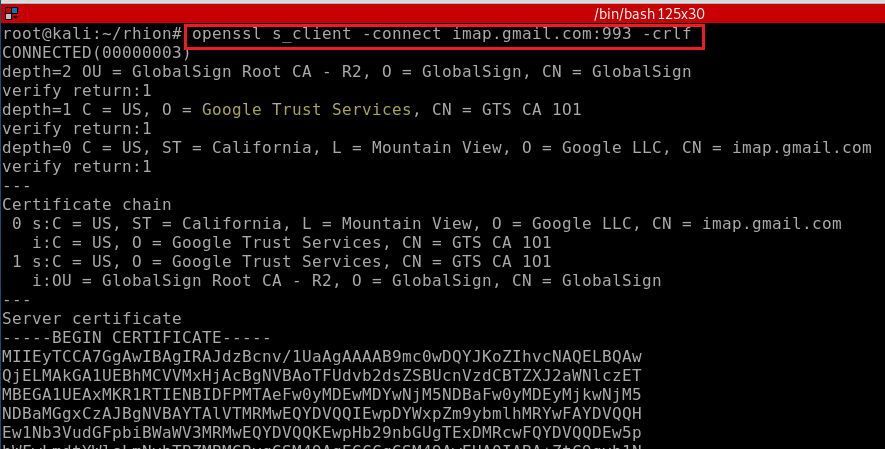 /bin/bash 125x30
root@kali:~/rhion# openssl s_client -connect imap.gmail.com:993 -crlf
CONNECTED(00000003)
depth=2 OU = GlobalSign Root CA - R2, O = GlobalSign, CN = GlobalSign
verify return:1
depth=1 C = US, O = Google Trust Services, CN = GTS CA 1O1
verify return:1
depth=0 C = US, ST = California, L = Mountain View, O = Google LLC, CN = imap.gmail.com
verify return:1
---
Certificate chain
 0 s:C = US, ST = California, L = Mountain View, O = Google LLC, CN = imap.gmail.com
   i:C = US, O = Google Trust Services, CN = GTS CA 1O1
 1 s:C = US, O = Google Trust Services, CN = GTS CA 1O1
   i:OU = GlobalSign Root CA - R2, O = GlobalSign, CN = GlobalSign
---
Server certificate
-----BEGIN CERTIFICATE-----
MIIEyTCCA7GgAwIBAgIRAJdzBcnv/1UaAgAAAAB9mc0wDQYJKoZIhvcNAQELBQAw
QjELMAkGA1UEBhMCVVMxHjAcBgNVBAoTFUdvb2dsZSBUcnVzdCBTZXJ2aWNlczET
MBEGA1UEAxMKR1RTIENBIDFPMTAeFw0yMDEwMDYwNjM5NDBaFw0yMDEyMjkwNjM5
NDBaMGgxCzAJBgNVBAYTAlVTMRMwEQYDVQQIEwpDYWxpZm9ybmlhMRYwFAYDVQQH
Ew1Nb3VudGFpbiBWaWV3MRMwEQYDVQQKEwpHb29nbGUgTExDMRcwFQYDVQQDEw5p